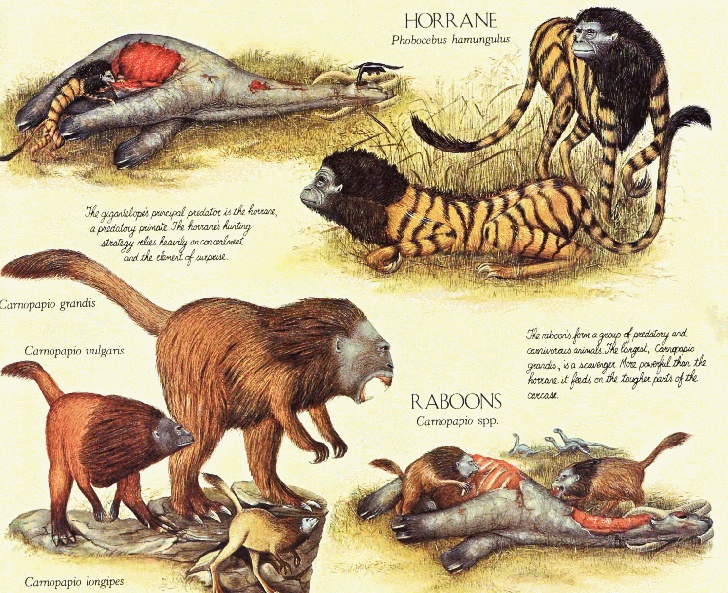 HORRANE
Phobocebus hamungulus
The gigantelope's principal predator is the horrane,
a predatory primate. The horrane's hunting
strategy relies heavily on concealment
and the element of surprise.
Carnopapio grandis
Carnopapio vulgaris
The raboons form a group of predatory and
carnivorous animals. The largest, Carnopapio
grandis, is a scavenger. More powerful than the
horrane it feeds on the tougher parts of the
carcase.
RABOONS
Carnopapio spp.
Carnopapio longipes